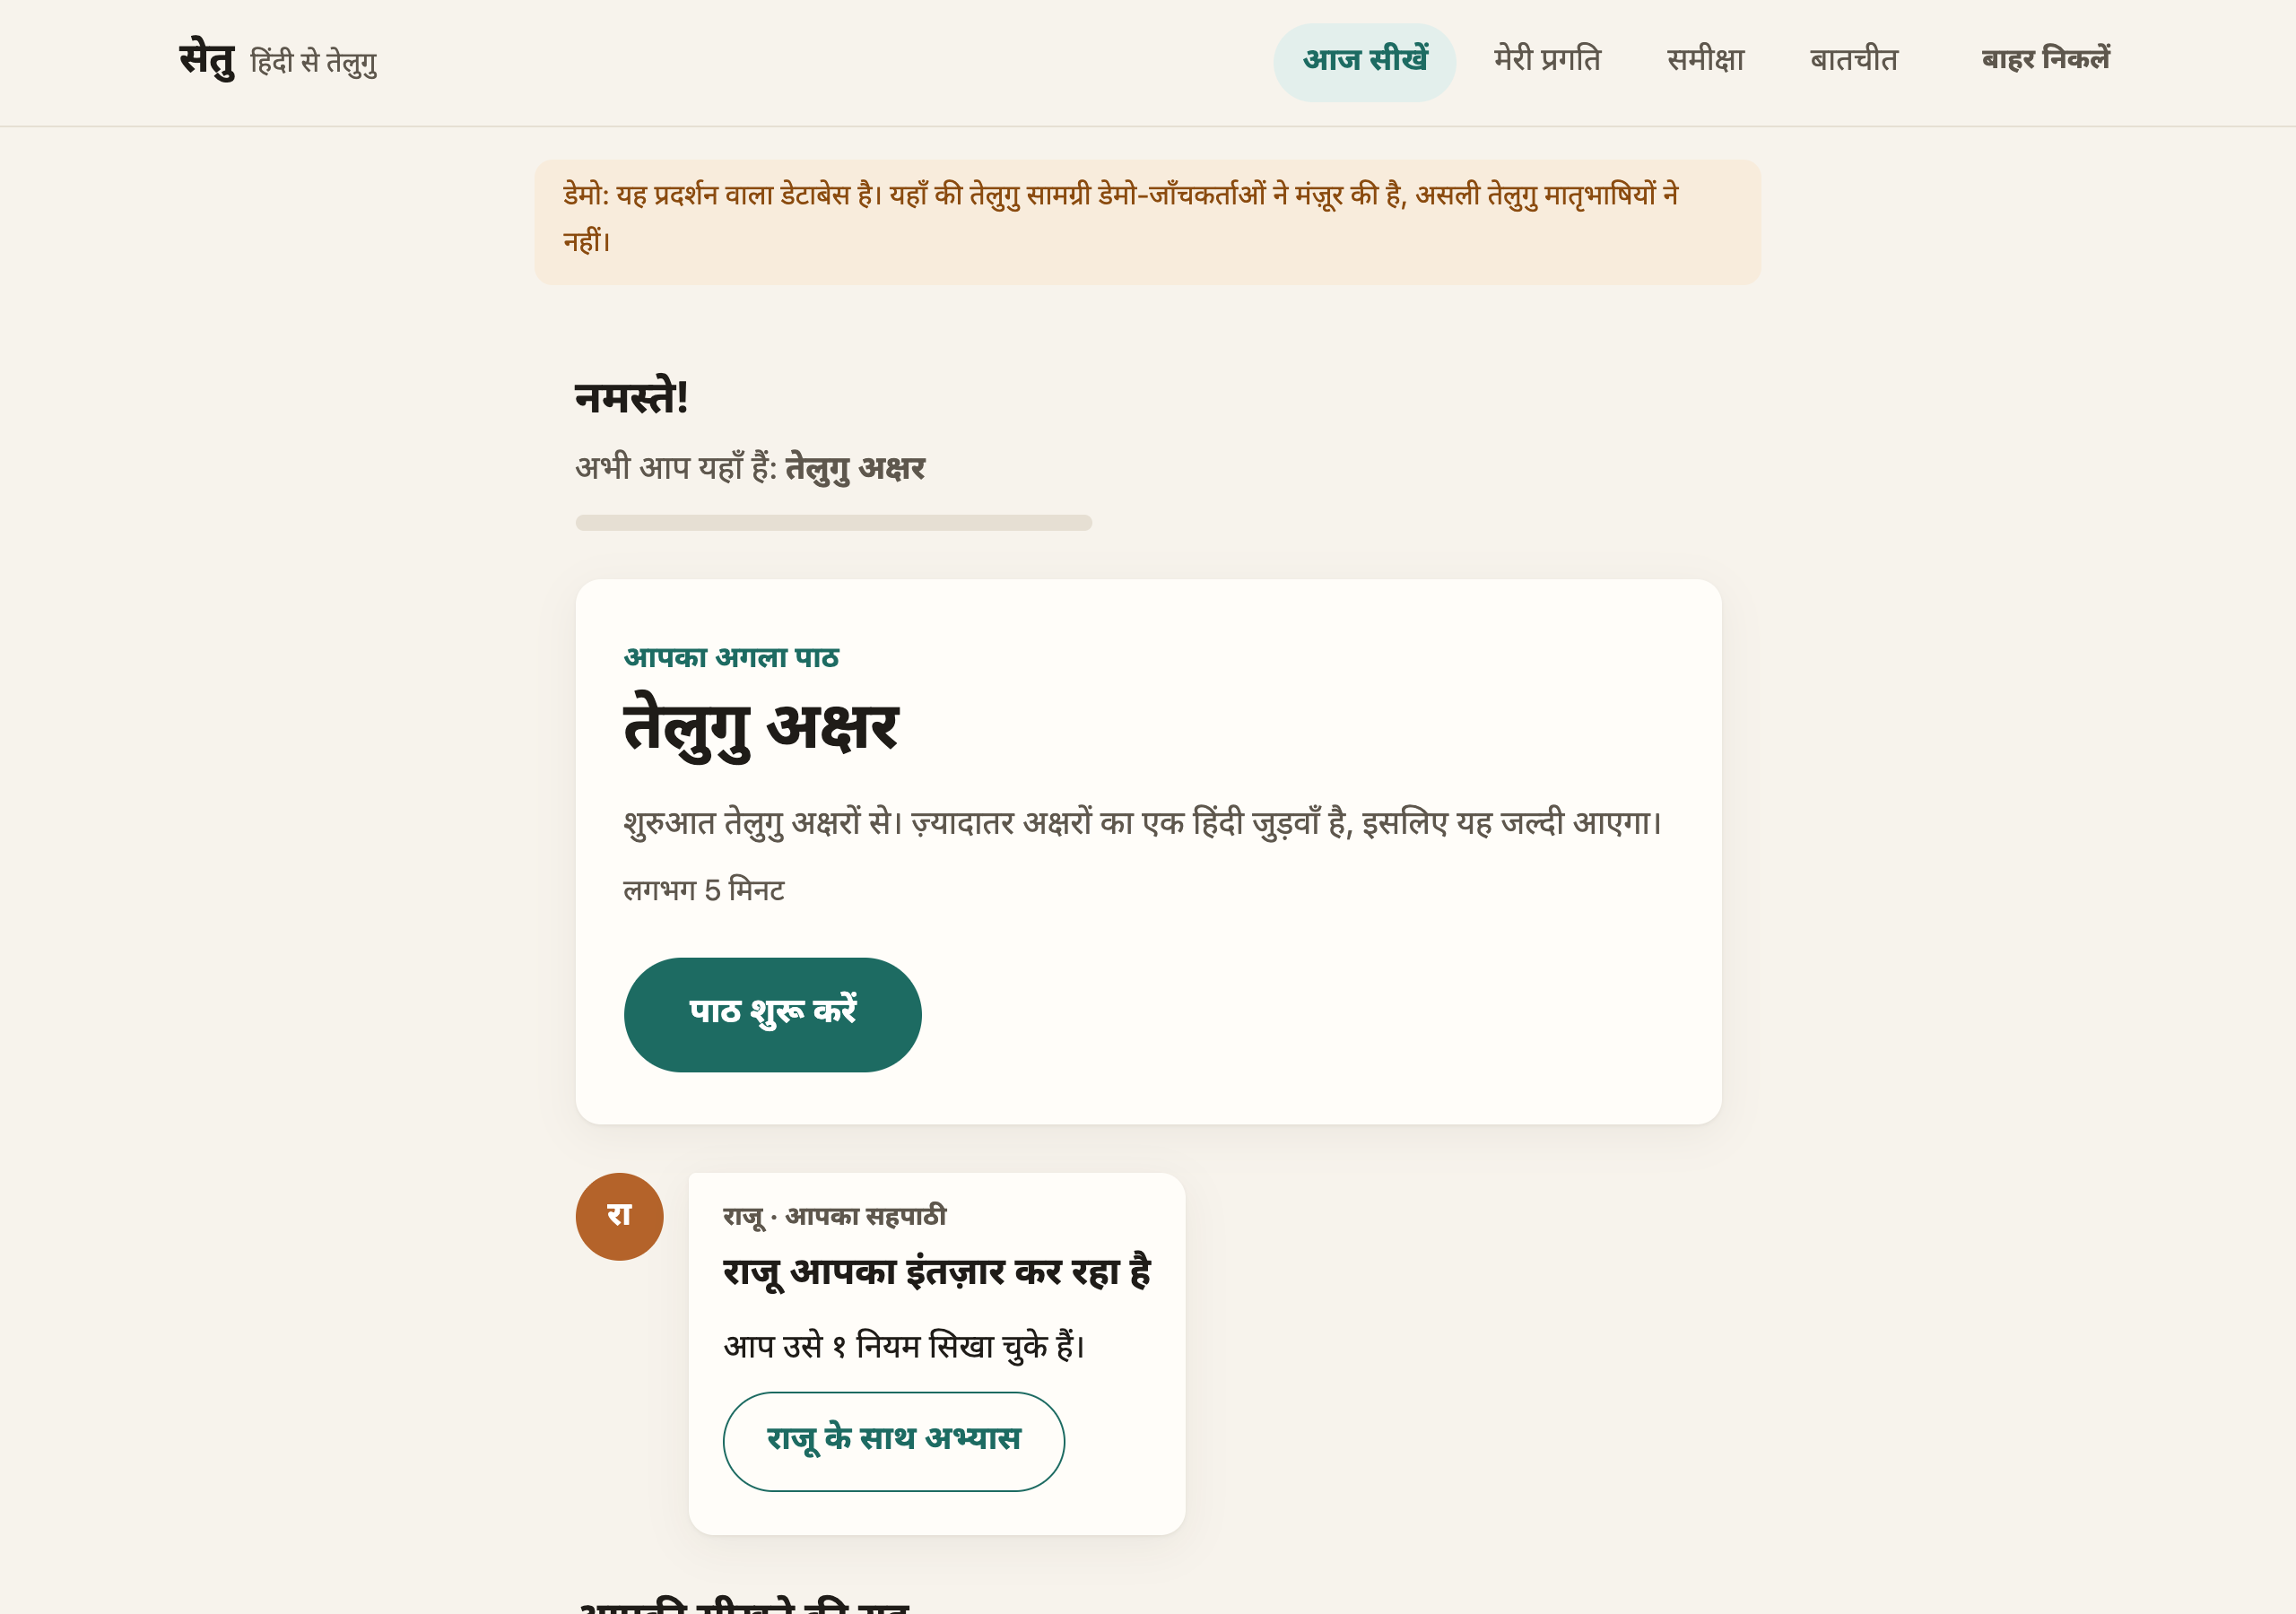 सेतु हिंदी से तेलुगु
आज सीखें मेरी प्रगति समीक्षा बातचीत बाहर निकलें
डेमो: यह प्रदर्शन वाला डेटाबेस है। यहाँ की तेलुगु सामग्री डेमो-जाँचकर्ताओं ने मंज़ूर की है, असली तेलुगु मातृभाषियों ने
नहीं।
नमस्ते!
अभी आप यहाँ हैं: तेलुगु अक्षर
आपका अगला पाठ
तेलुगु अक्षर
शुरुआत तेलुगु अक्षरों से। ज़्यादातर अक्षरों का एक हिंदी जुड़वाँ है, इसलिए यह जल्दी आएगा।
लगभग 5 मिनट
पाठ शुरू करें
रा
राजू · आपका सहपाठी
राजू आपका इंतज़ार कर रहा है
आप उसे १ नियम सिखा चुके हैं।
राजू के साथ अभ्यास